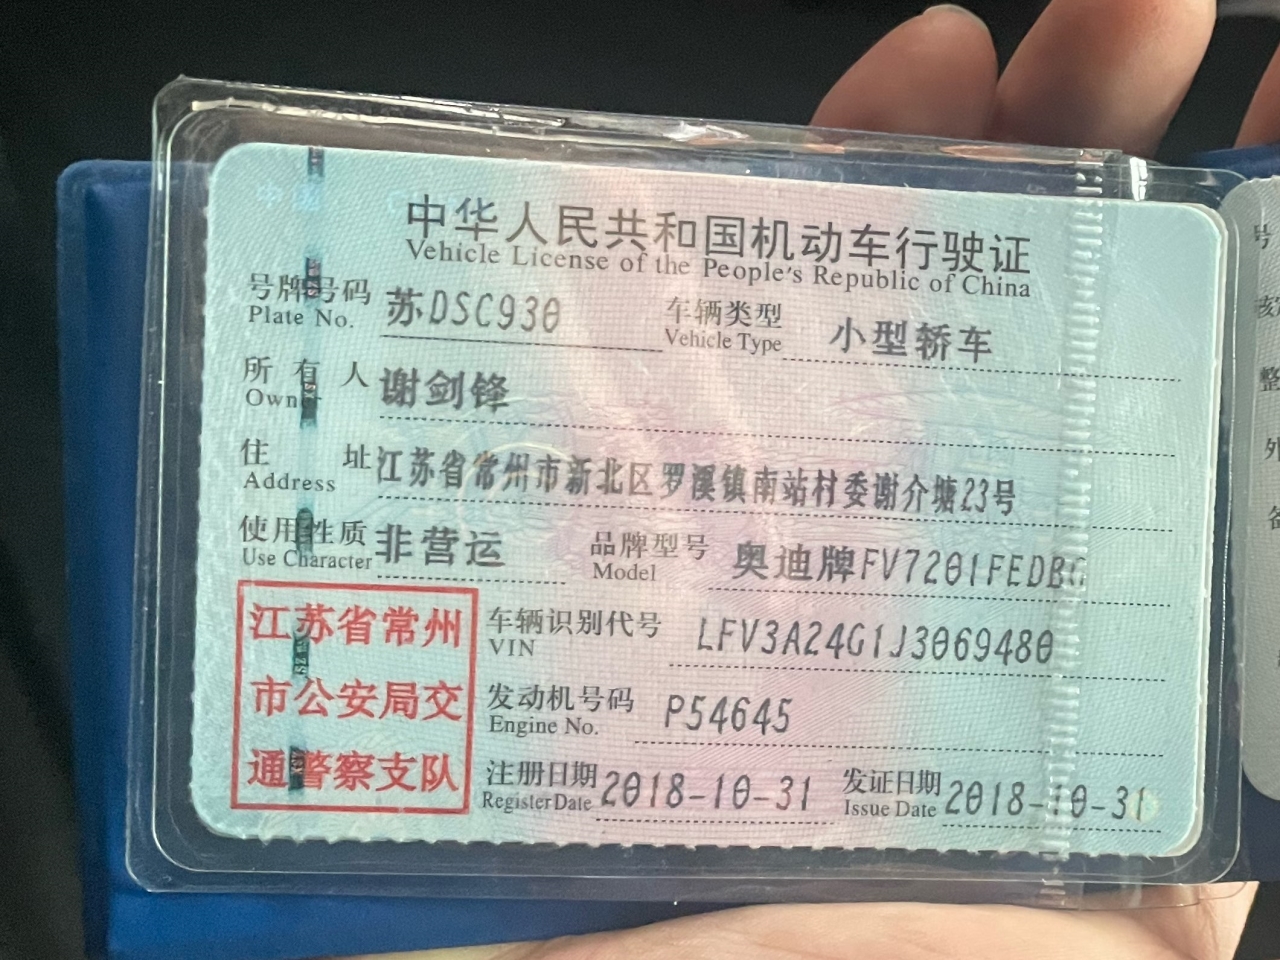 中华人民共和国机动车行驶证
Vehicle License of the People's Republic of China
号牌号码 苏DSC930 车辆类型 小型轿车
Plate No. Vehicle Type
所有人 谢剑锋
Owner
住址 江苏省常州市新北区罗溪镇南站村委谢介塘23号
Address
使用性质 非营运 品牌型号 奥迪牌FV7201FEDBG
Use Character Model
江苏省常州
市公安局交
通警察支队
车辆识别代号 LFV3A24G1J3069480
VIN
发动机号码 P54645
Engine No.
注册日期 2018-10-31 发证日期 2018-10-31
Register Date Issue Date